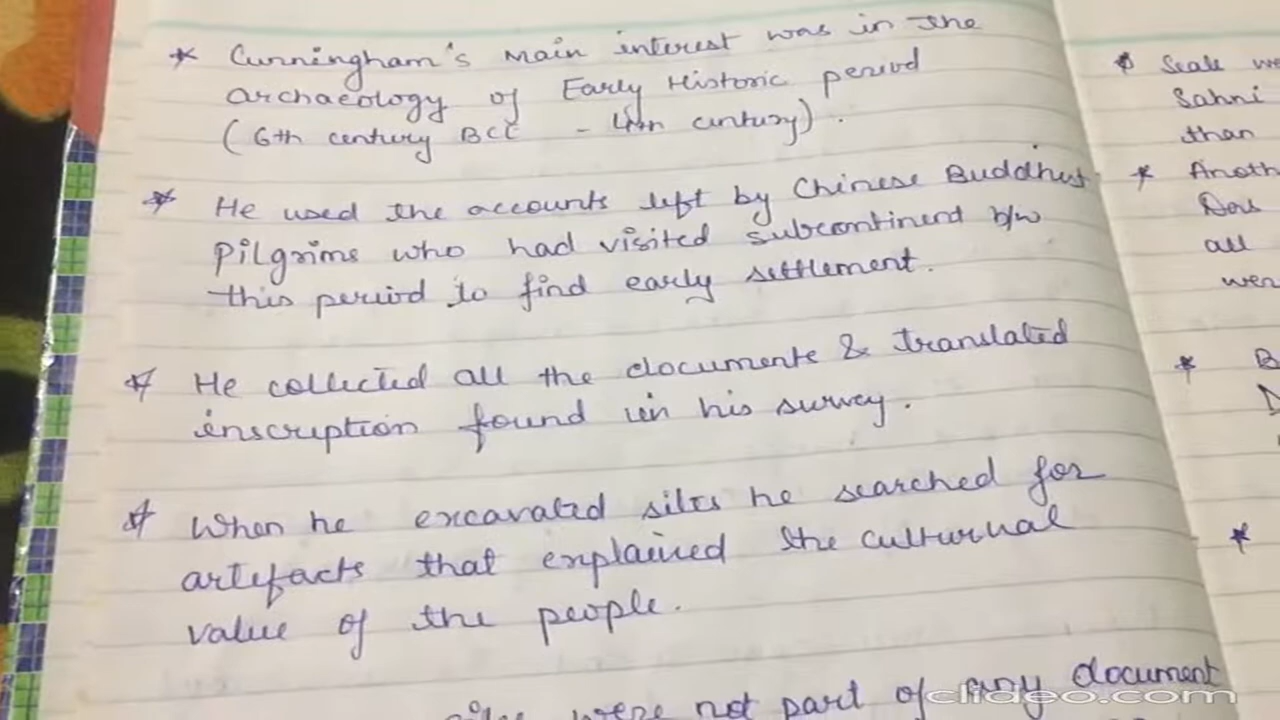 * Cunningham's main interest was in the
archaeology of Early Historic period
(6th century BCE - 4th century).
* He used the accounts left by Chinese Buddhist
Pilgrims who had visited subcontinent b/w
this period to find early settlement.
* He collected all the documents & translated
inscription found in his survey.
* When he excavated sites he searched for
artefacts that explained the culturual
value of the people.
were not part of any document
* Seals we
Sahni
than
* Anoth
all
wer
*
*
clideo.com